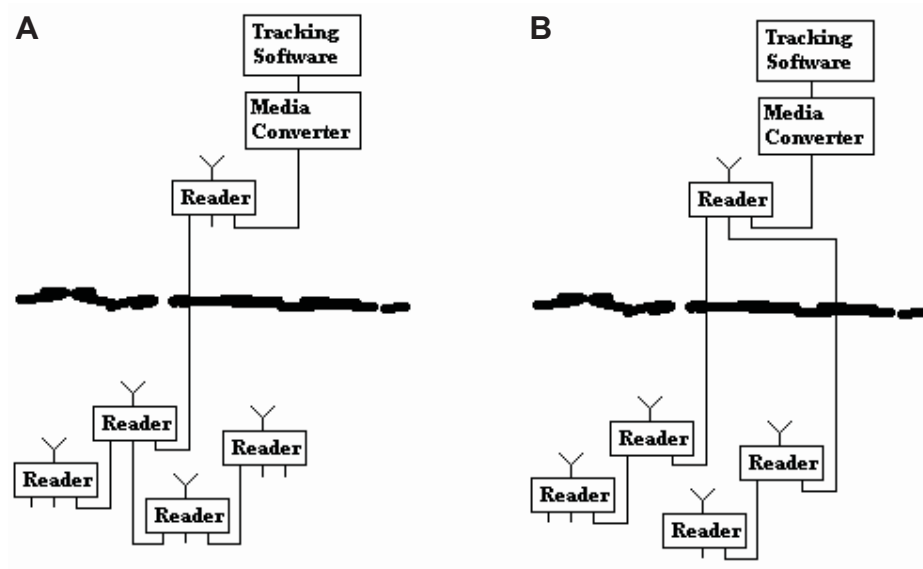 A
Tracking
Software
Media
Converter
Reader
Reader
Reader
Reader
Reader
B
Tracking
Software
Media
Converter
Reader
Reader
Reader
Reader
Reader